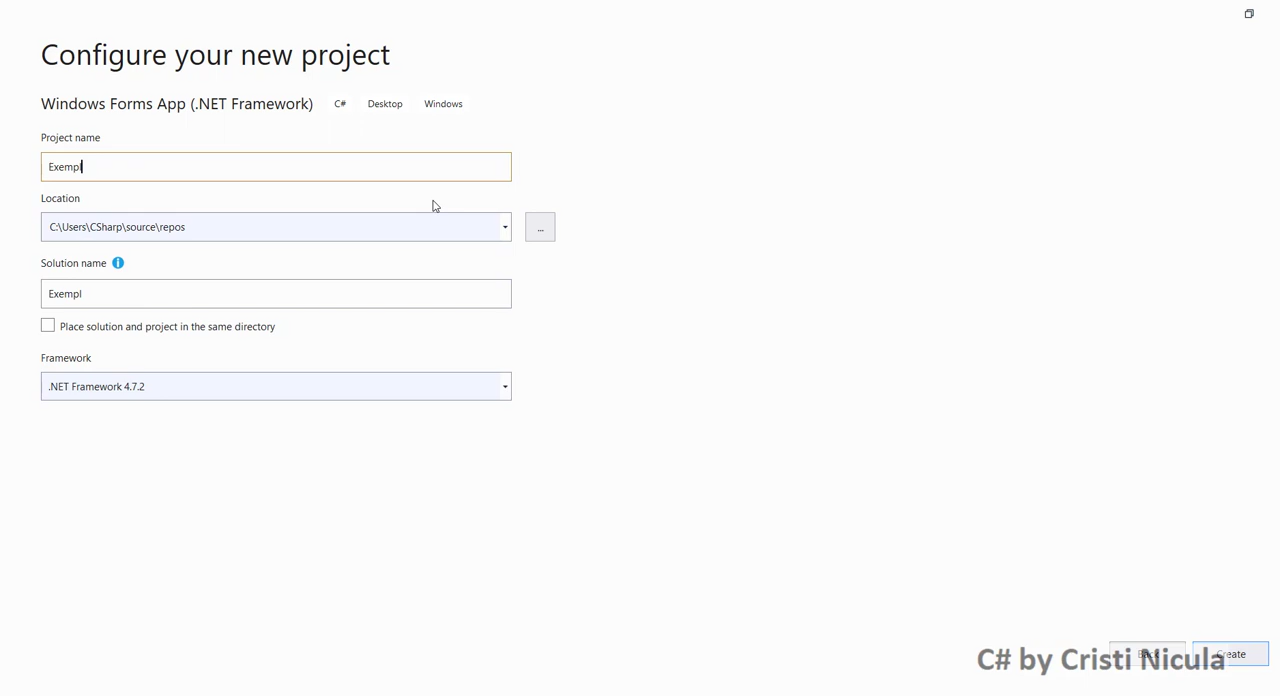 Configure your new project
Windows Forms App (.NET Framework) C# Desktop Windows
Project name
Exempl
Location
C:\Users\CSharp\source\repos
...
Solution name
Exempl
Place solution and project in the same directory
Framework
.NET Framework 4.7.2
Back Create
C# by Cristi Nicula